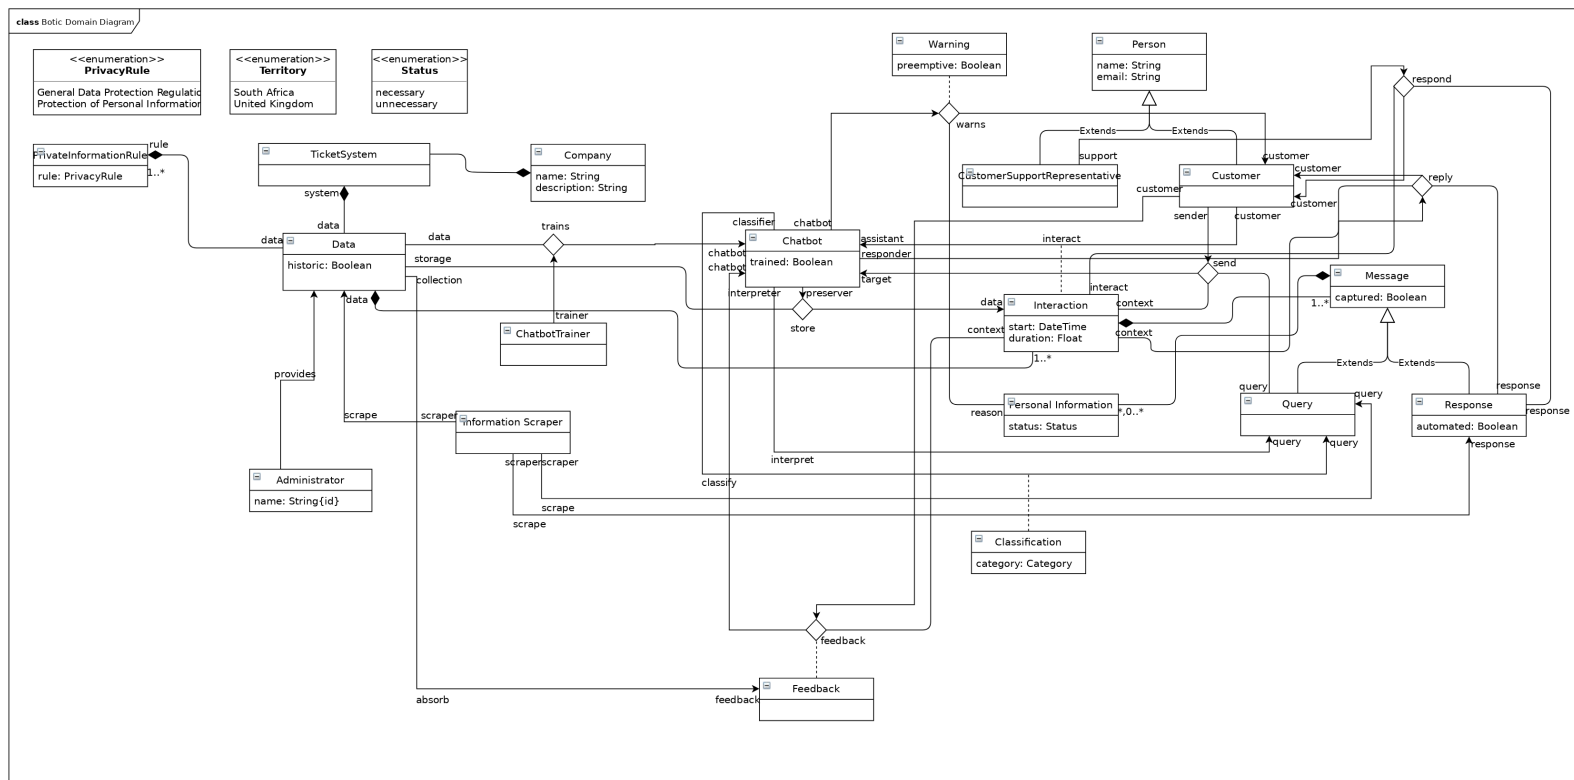 class Botic Domain Diagram
<<enumeration>>
PrivacyRule
General Data Protection Regulatio
Protection of Personal Information
<<enumeration>>
Territory
South Africa
United Kingdom
<<enumeration>>
Status
necessary
unnecessary
Warning
preemptive: Boolean
Person
name: String
email: String
respond
warns
Extends
Extends
support
customer
rule
PrivateInformationRule
1..*
rule: PrivacyRule
TicketSystem
Company
name: String
description: String
system
CustomerSupportRepresentative
Customer
customer
customer
customer
reply
sender
customer
data
data
data
Data
historic: Boolean
storage
collection
data
trains
classifier
chatbot
Chatbot
trained: Boolean
chatbot
chatbot
assistant
responder
target
interpreter
preserver
store
interact
send
interact
Message
captured: Boolean
1..*
data
Interaction
start: DateTime
duration: Float
context
context
context
1..*
trainer
ChatbotTrainer
provides
scrape
scraper
Information Scraper
scraper
scraper
Extends
Extends
reason
Personal Information
status: Status
*,0..*
query
query
Query
query
query
response
Response
automated: Boolean
response
response
interpret
classify
Administrator
name: String{id}
scrape
scrape
Classification
category: Category
feedback
absorb
feedback
Feedback